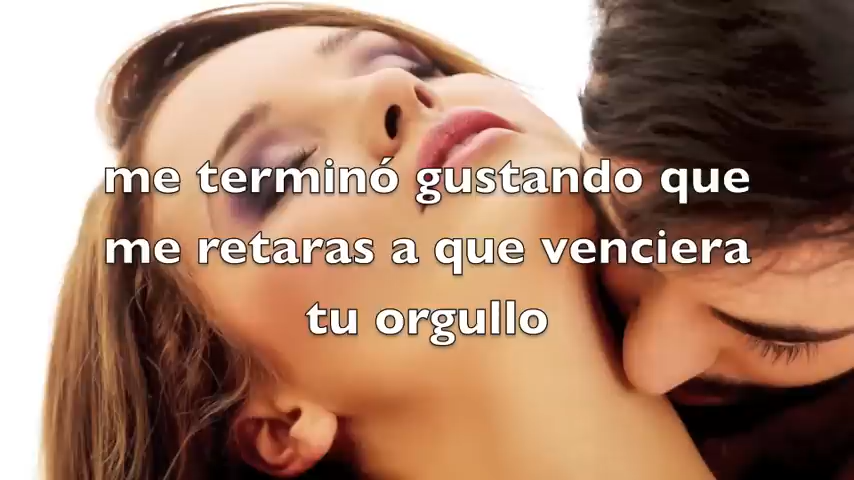 me terminó gustando que
me retaras a que venciera
tu orgullo